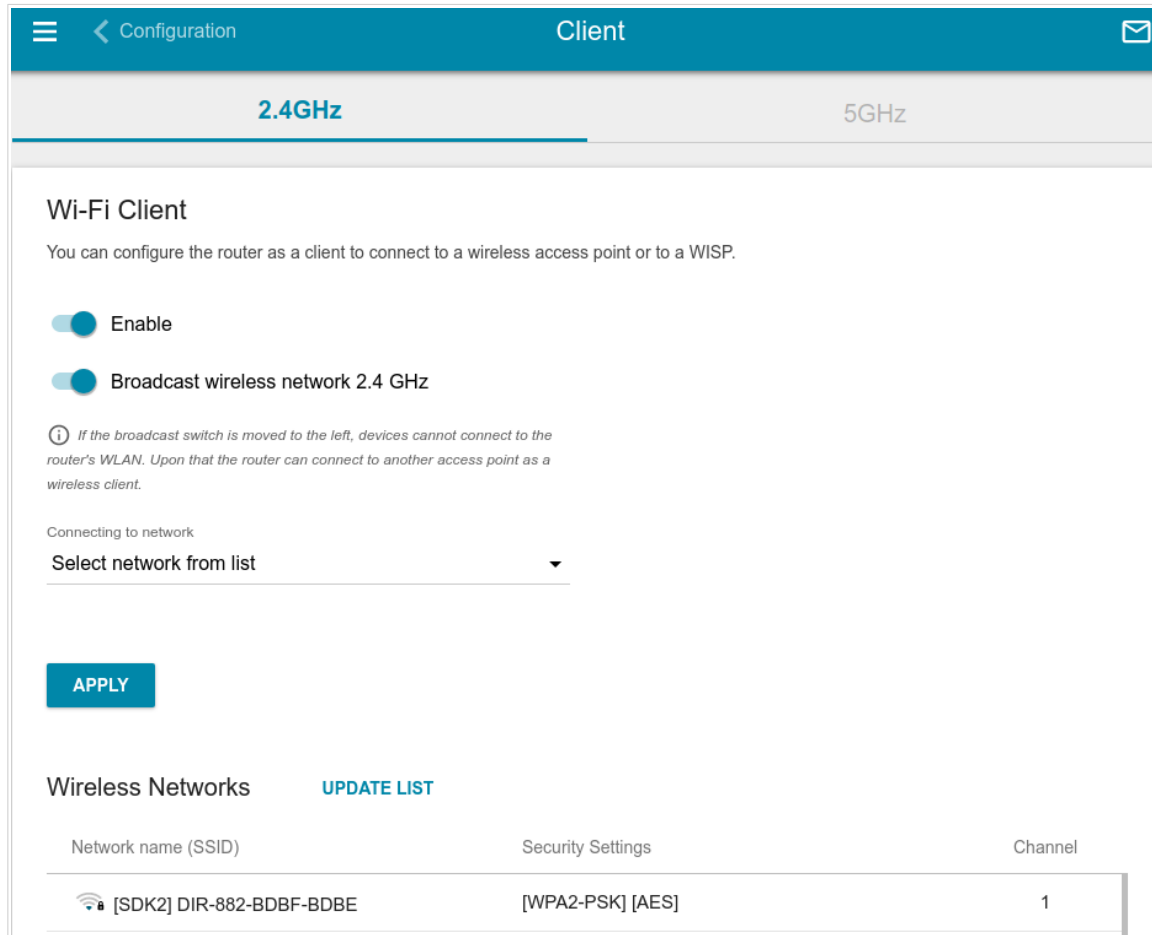 Configuration
Client
2.4GHz
5GHz
Wi-Fi Client
You can configure the router as a client to connect to a wireless access point or to a WISP.
Enable
Broadcast wireless network 2.4 GHz
If the broadcast switch is moved to the left, devices cannot connect to the
router's WLAN. Upon that the router can connect to another access point as a
wireless client.
Connecting to network
Select network from list
APPLY
Wireless Networks UPDATE LIST
Network name (SSID) Security Settings Channel
[SDK2] DIR-882-BDBF-BDBE [WPA2-PSK] [AES] 1